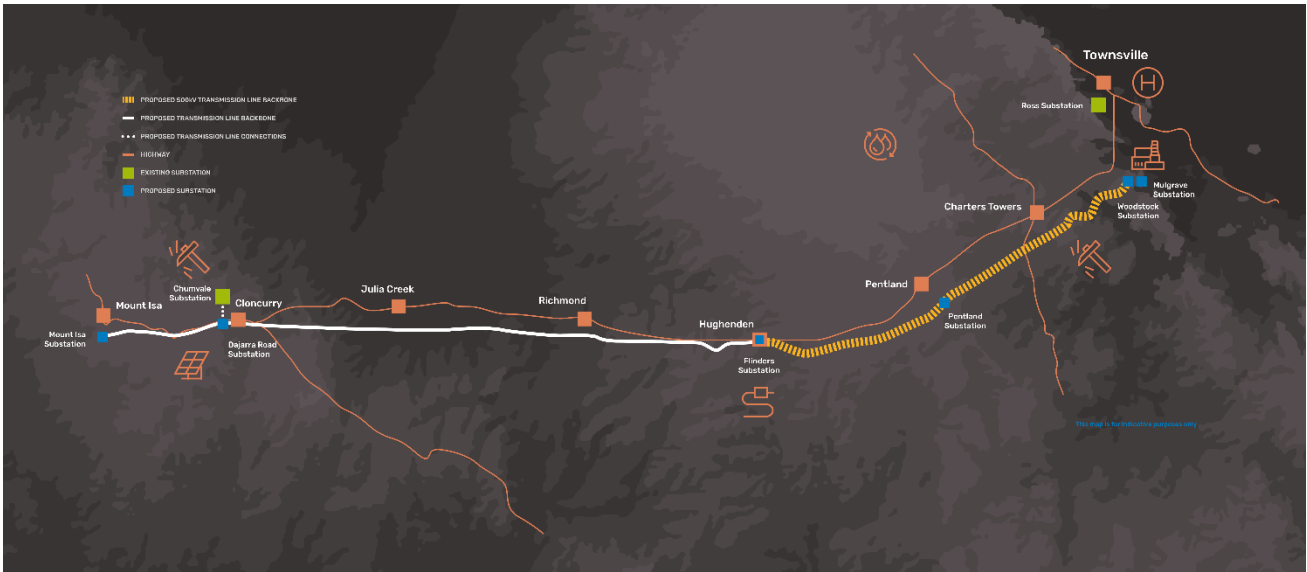 Townsville
H
Ross Substation
PROPOSED 500kV TRANSMISSION LINE BACKBONE
PROPOSED TRANSMISSION LINE BACKBONE
PROPOSED TRANSMISSION LINE CONNECTIONS
HIGHWAY
EXISTING SUBSTATION
PROPOSED SUBSTATION
Mulgrave
Substation
Woodstock
Substation
Charters Towers
Chumvale
Substation
Mount Isa
Cloncurry
Julia Creek
Richmond
Pentland
Hughenden
Pentland
Substation
Mount Isa
Substation
Dajarra Road
Substation
Flinders
Substation
This map is for indicative purposes only